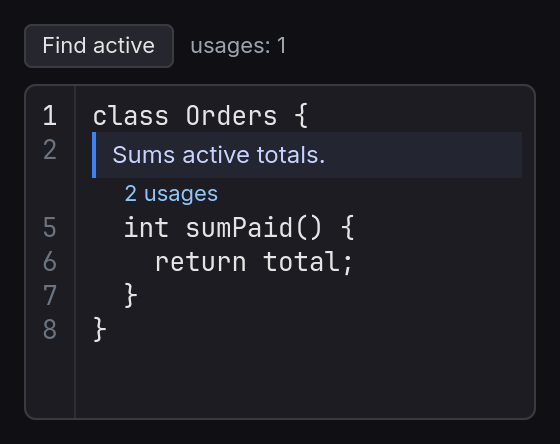 Find active usages: 1
1 class Orders {
2 Sums active totals.
2 usages
5 int sumPaid() {
6 return total;
7 }
8 }